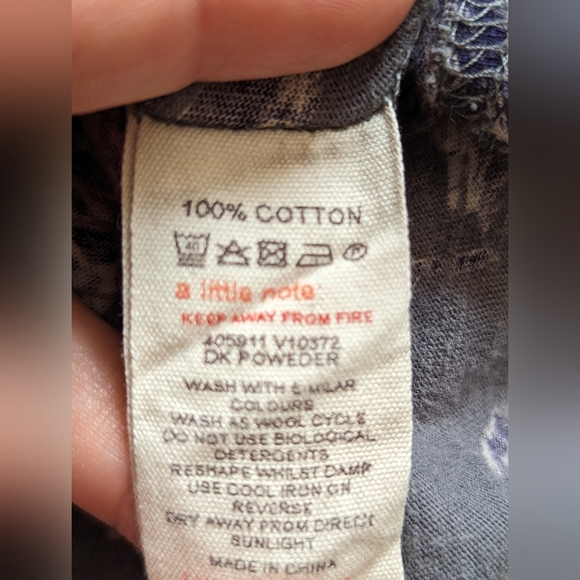 100% COTTON
40
a little note
KEEP AWAY FROM FIRE
405911 V10372
DK POWEDER
WASH WITH SIMILAR
COLOURS
WASH AS WOOL CYCLE
DO NOT USE BIOLOGICAL
DETERGENTS
RESHAPE WHILST DAMP
USE COOL IRON ON
REVERSE
DRY AWAY FROM DIRECT
SUNLIGHT
MADE IN CHINA